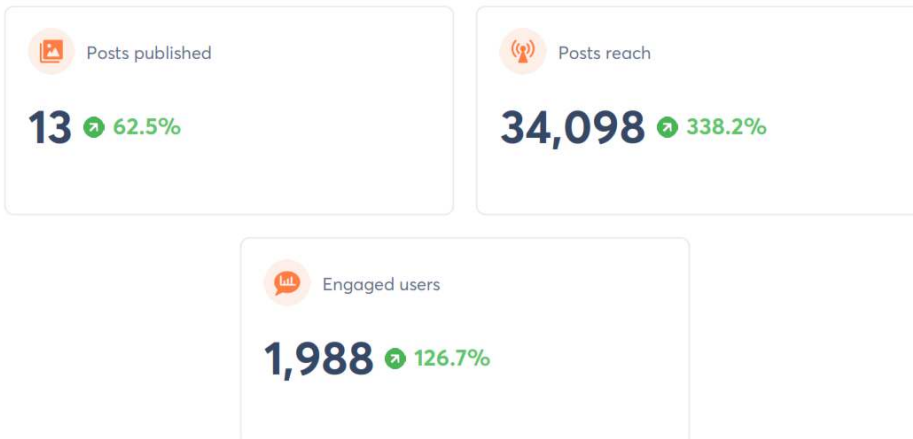 Posts published
13 62.5%
Posts reach
34,098 338.2%
Engaged users
1,988 126.7%